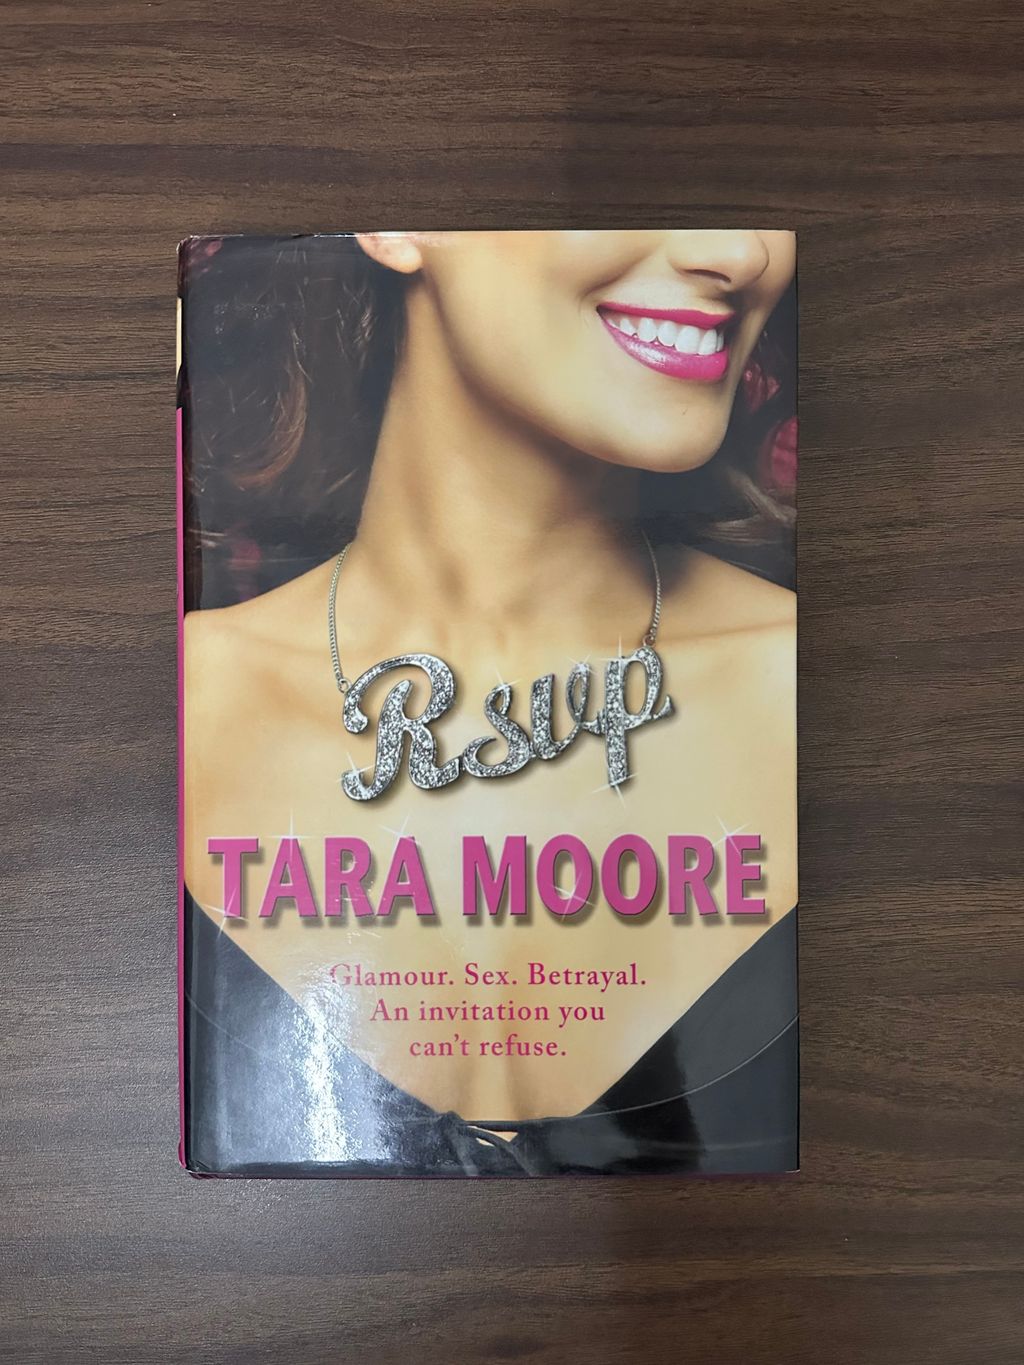 Rsvp
TARA MOORE
Glamour. Sex. Betrayal.
An invitation you
can't refuse.